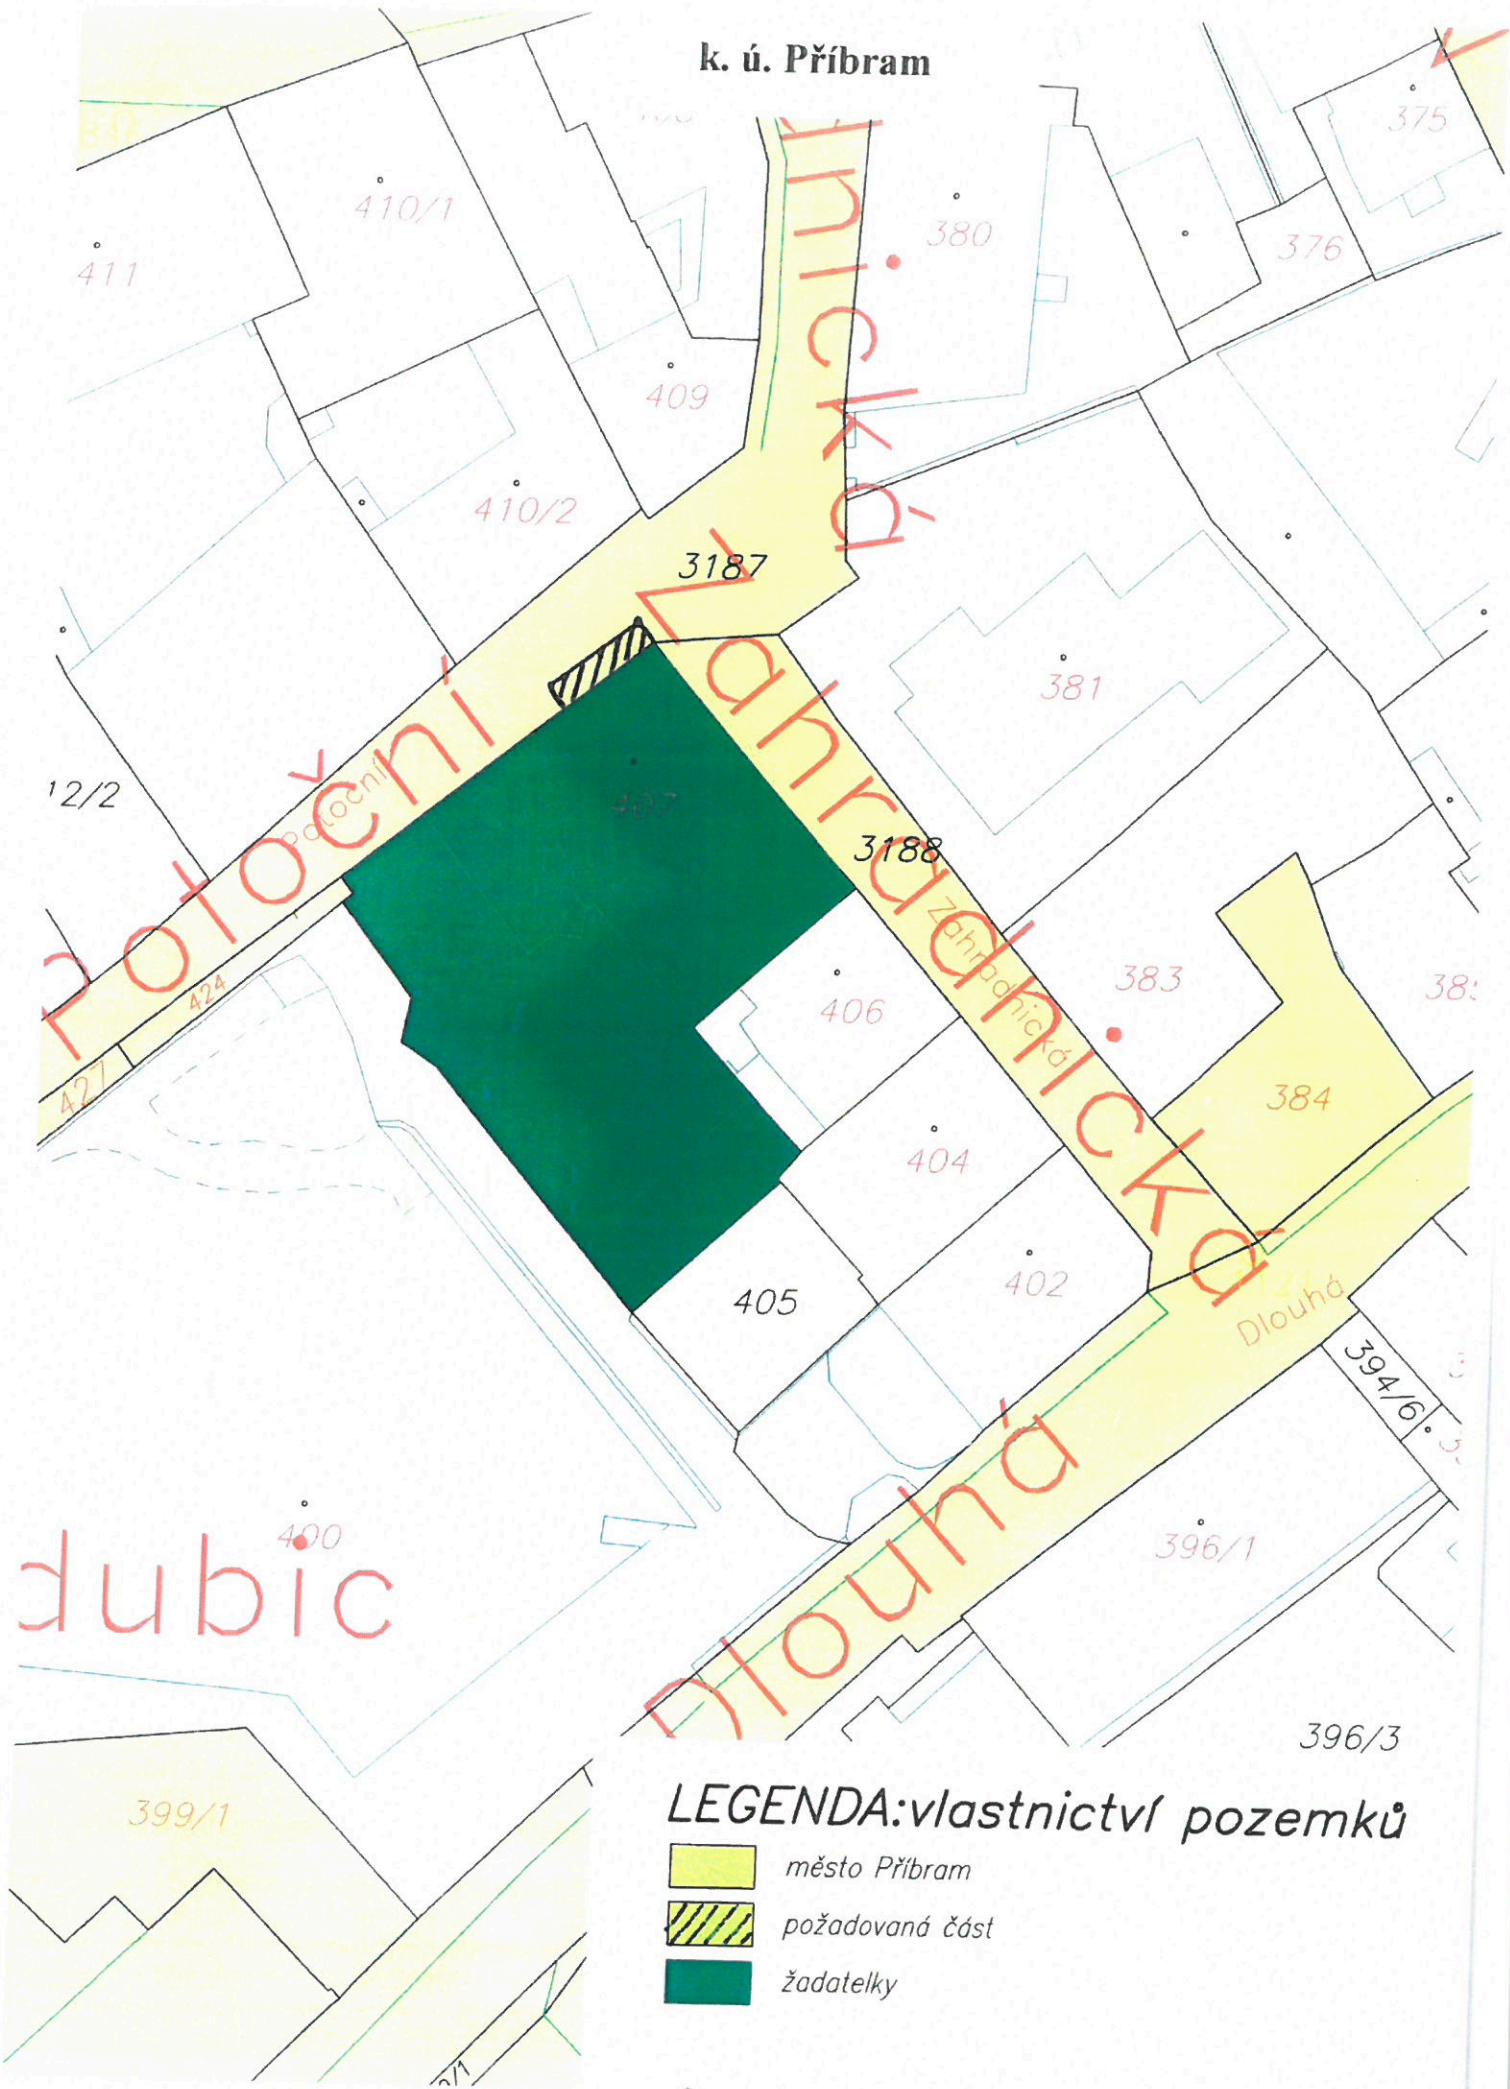 k. ú. Příbram
375
410/1
380
376
411
409
410/2
3187
381
12/2
407
Potoční
Potoční
3188
Zahradnická
Zahradnická
383
406
424
427
384
404
402
405
Dlouhá
394/6
400
396/1
Dlouhá
dubic
396/3
399/1
LEGENDA:vlastnictví pozemků
město Příbram
požadovaná část
žadatelky